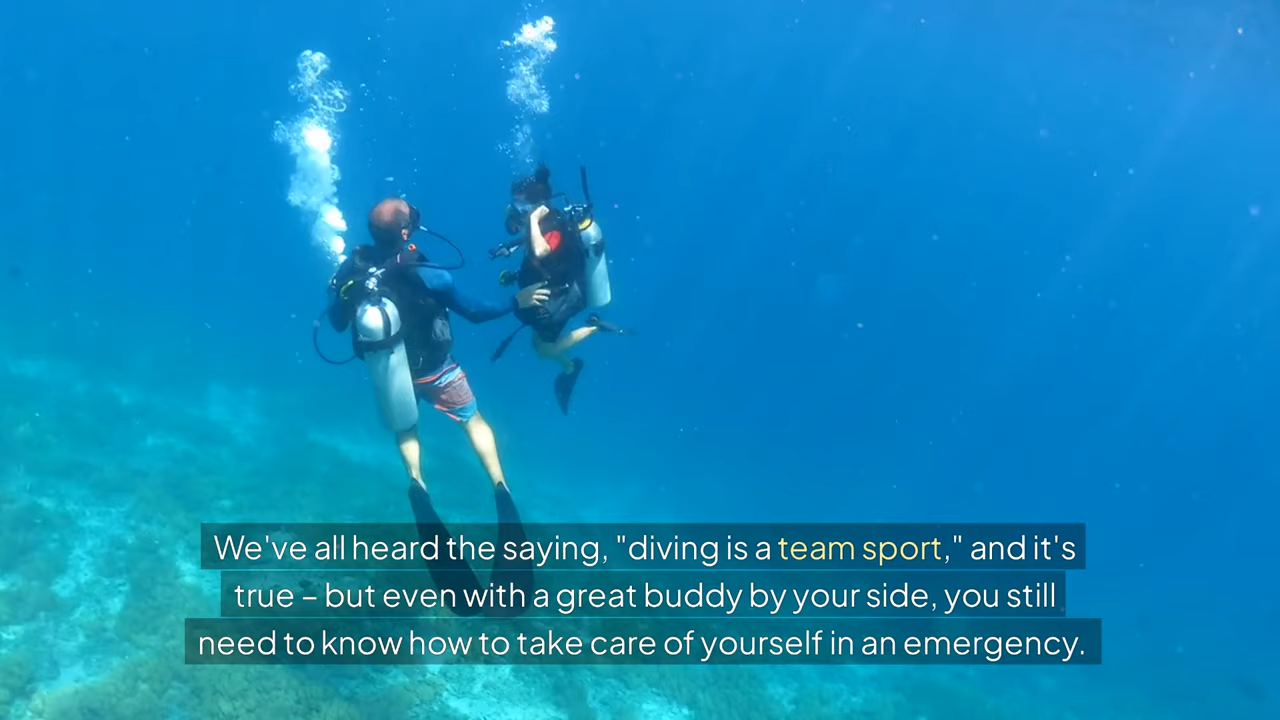 We've all heard the saying, "diving is a team sport," and it's
true – but even with a great buddy by your side, you still
need to know how to take care of yourself in an emergency.